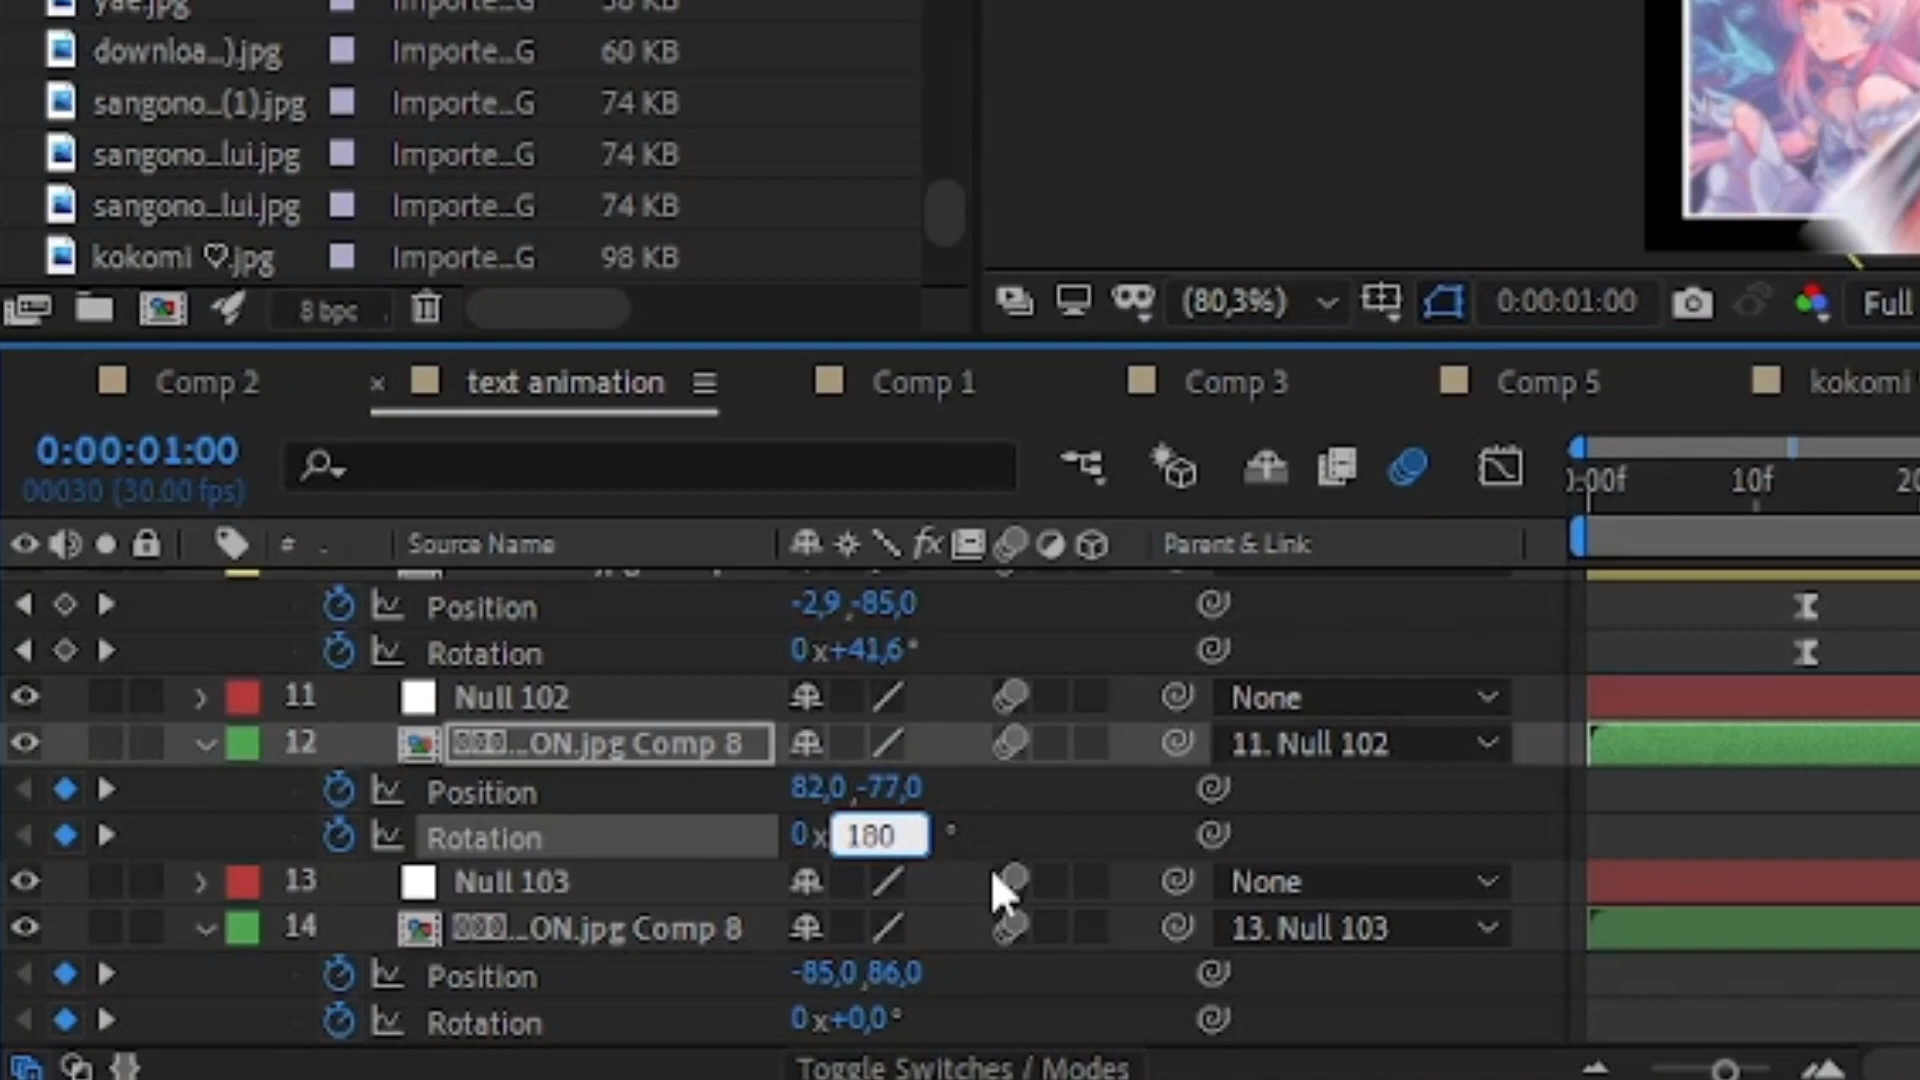 yae.jpg 38 KB
downloa...).jpg Importe...G 60 KB
sangono...(1).jpg Importe...G 74 KB
sangono...lui.jpg Importe...G 74 KB
sangono...lui.jpg Importe...G 74 KB
kokomi ♡.jpg Importe...G 98 KB
8 bpc (80,3%) 0:00:01:00 Full
Comp 2 × text animation Comp 1 Comp 3 Comp 5 kokomi
0:00:01:00
00030 (30.00 fps) :00f 10f 20
# . Source Name fx Parent & Link
Position -2,9 ,-85,0
Rotation 0 x+41,6°
11 Null 102 None
12 ...ON.jpg Comp 8 11. Null 102
Position 82,0 ,-77,0
Rotation 0 x 180 °
13 Null 103 None
14 ...ON.jpg Comp 8 13. Null 103
Position -85,0 ,86,0
Rotation 0 x+0,0°
Toggle Switches / Modes